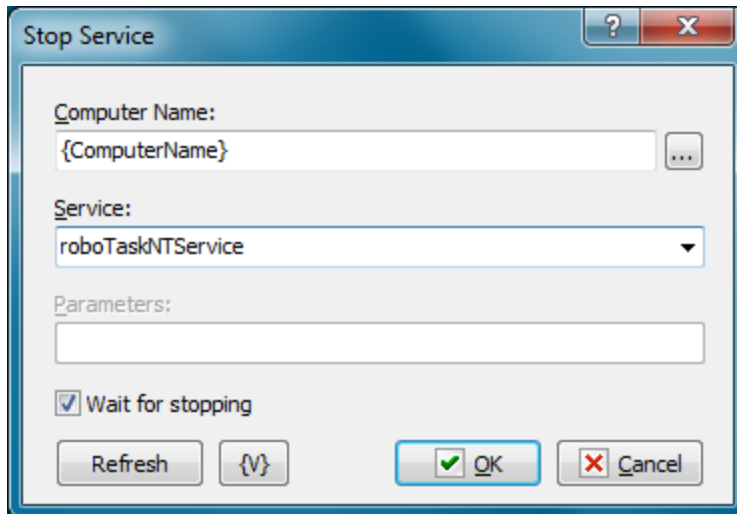 Stop Service
?
Computer Name:
{ComputerName}
...
Service:
roboTaskNTService
Parameters:
Wait for stopping
Refresh {V} OK Cancel